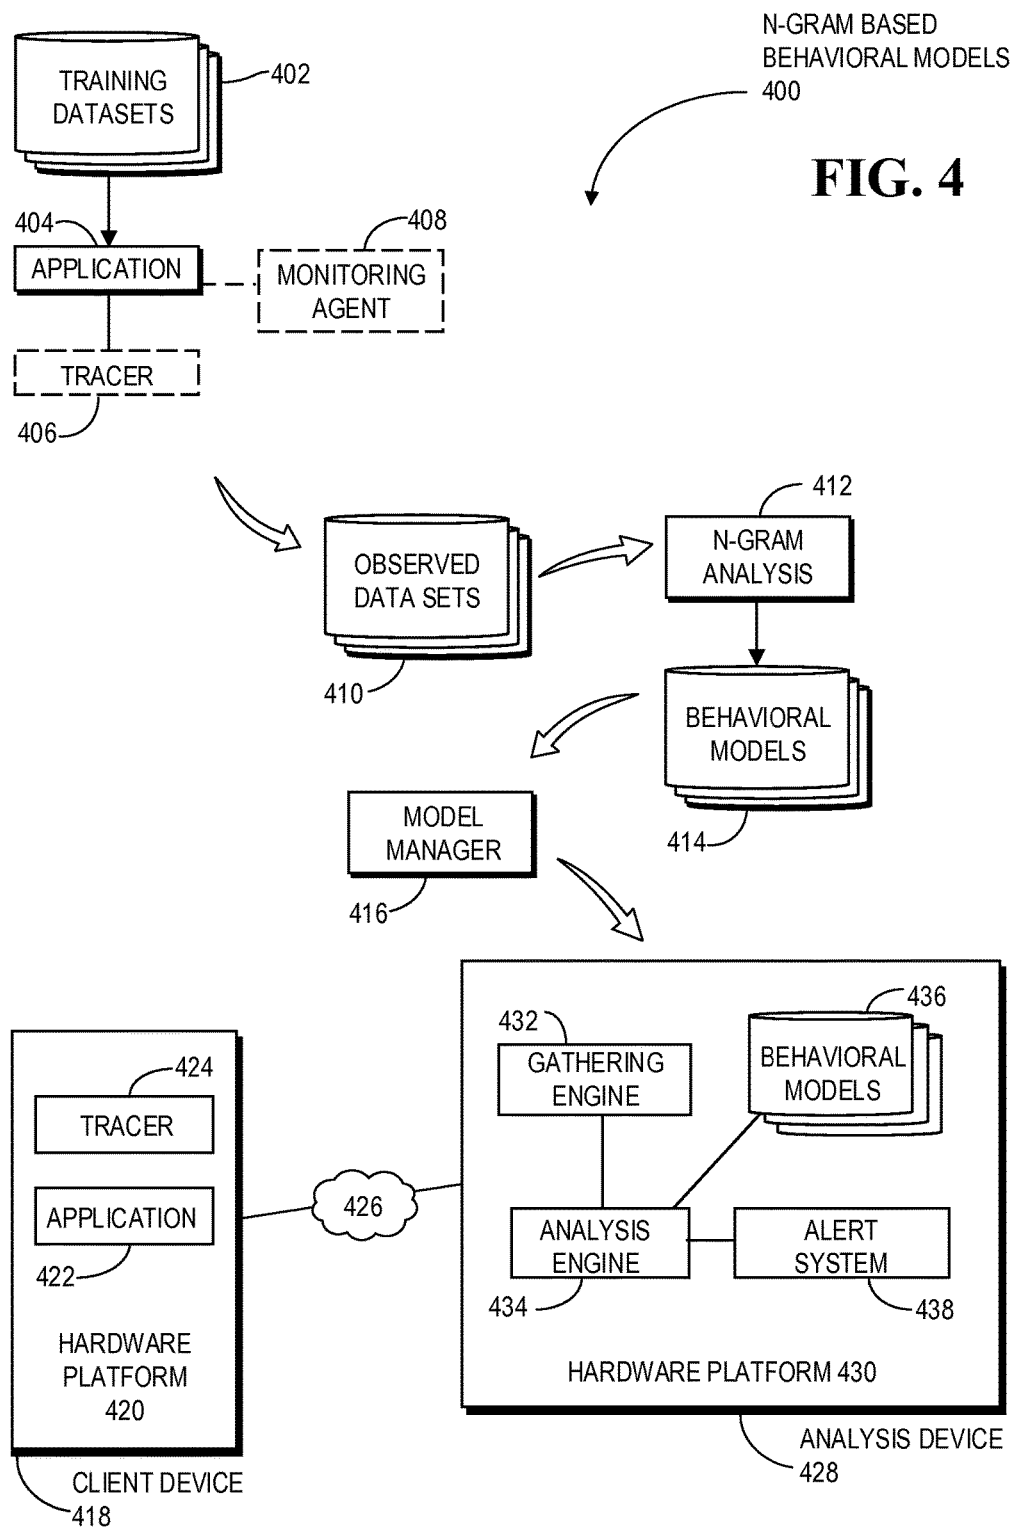 N-GRAM BASED
BEHAVIORAL MODELS
400
FIG. 4
TRAINING
DATASETS
402
404
APPLICATION
408
MONITORING
AGENT
TRACER
406
OBSERVED
DATA SETS
410
412
N-GRAM
ANALYSIS
BEHAVIORAL
MODELS
414
MODEL
MANAGER
416
424
TRACER
APPLICATION
422
HARDWARE
PLATFORM
420
CLIENT DEVICE
418
426
432
GATHERING
ENGINE
436
BEHAVIORAL
MODELS
ANALYSIS
ENGINE
434
ALERT
SYSTEM
438
HARDWARE PLATFORM 430
ANALYSIS DEVICE
428